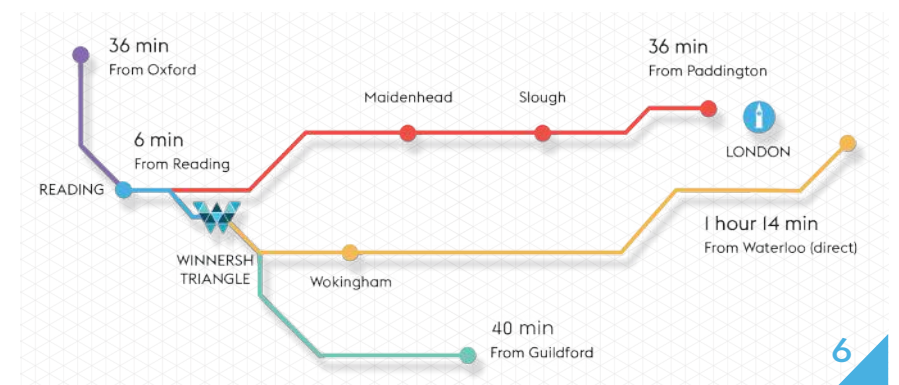 36 min
From Oxford
36 min
From Paddington
Maidenhead
Slough
6 min
From Reading
LONDON
READING
1 hour 14 min
From Waterloo (direct)
WINNERSH
TRIANGLE
Wokingham
40 min
From Guildford
6